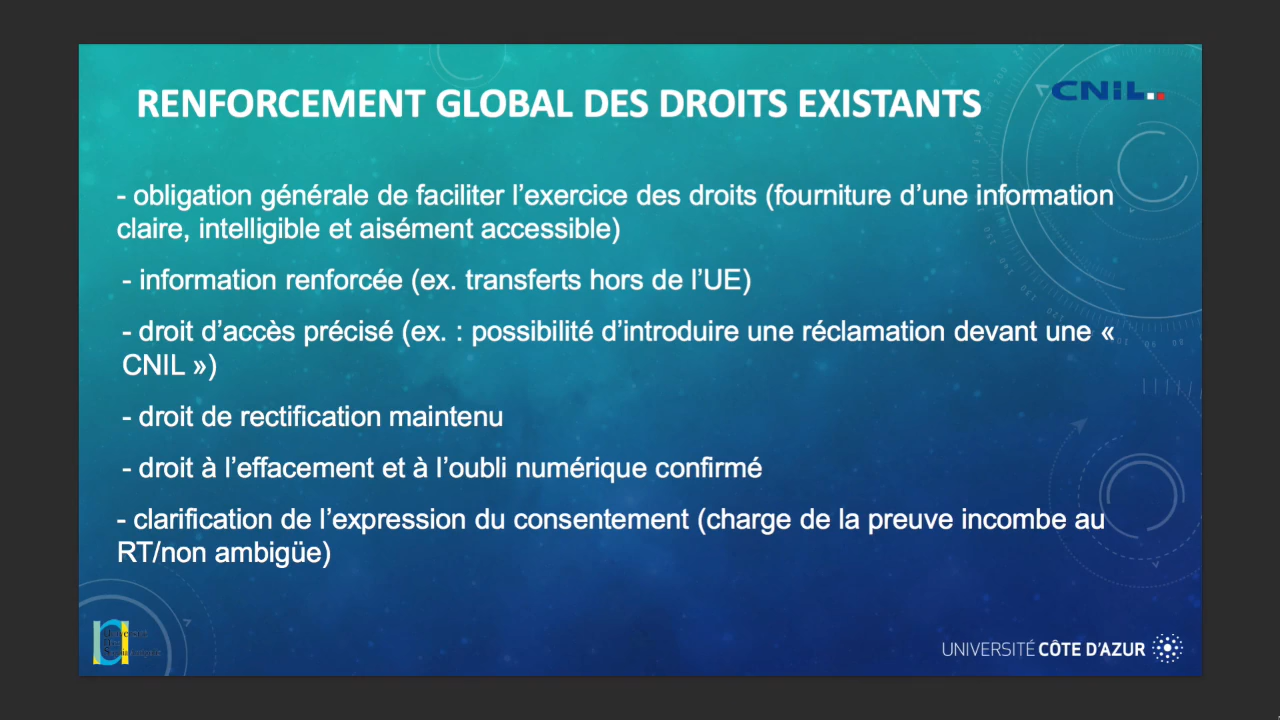 RENFORCEMENT GLOBAL DES DROITS EXISTANTS
CNIL
- obligation générale de faciliter l’exercice des droits (fourniture d’une information
claire, intelligible et aisément accessible)
- information renforcée (ex. transferts hors de l’UE)
- droit d’accès précisé (ex. : possibilité d’introduire une réclamation devant une «
CNIL »)
- droit de rectification maintenu
- droit à l’effacement et à l’oubli numérique confirmé
- clarification de l’expression du consentement (charge de la preuve incombe au
RT/non ambigüe)
UNIVERSITÉ CÔTE D’AZUR